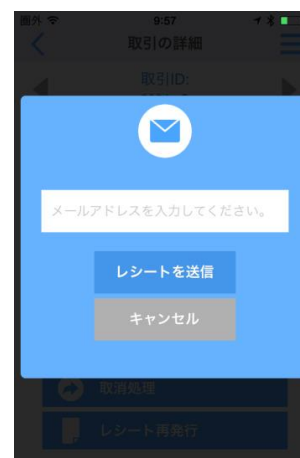 圏外 9:57
取引の詳細
取引ID:
メールアドレスを入力してください。
レシートを送信
キャンセル
取消処理
レシート再発行